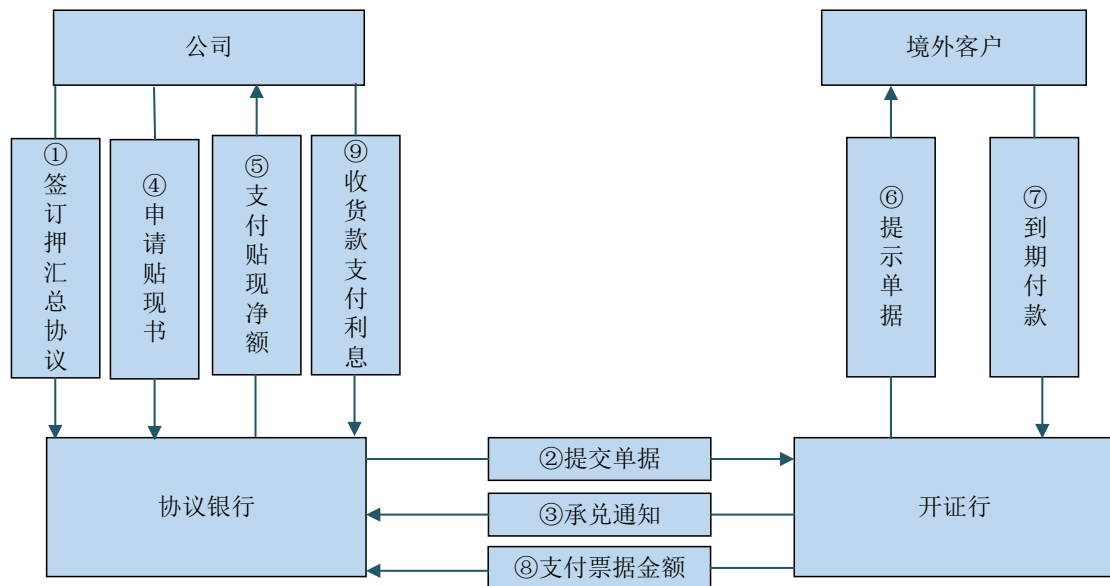 公司
境外客户
①签订押汇总协议
④申请贴现书
⑤支付贴现净额
⑨收货款支付利息
⑥提示单据
⑦到期付款
②提交单据
协议银行
③承兑通知
开证行
⑧支付票据金额